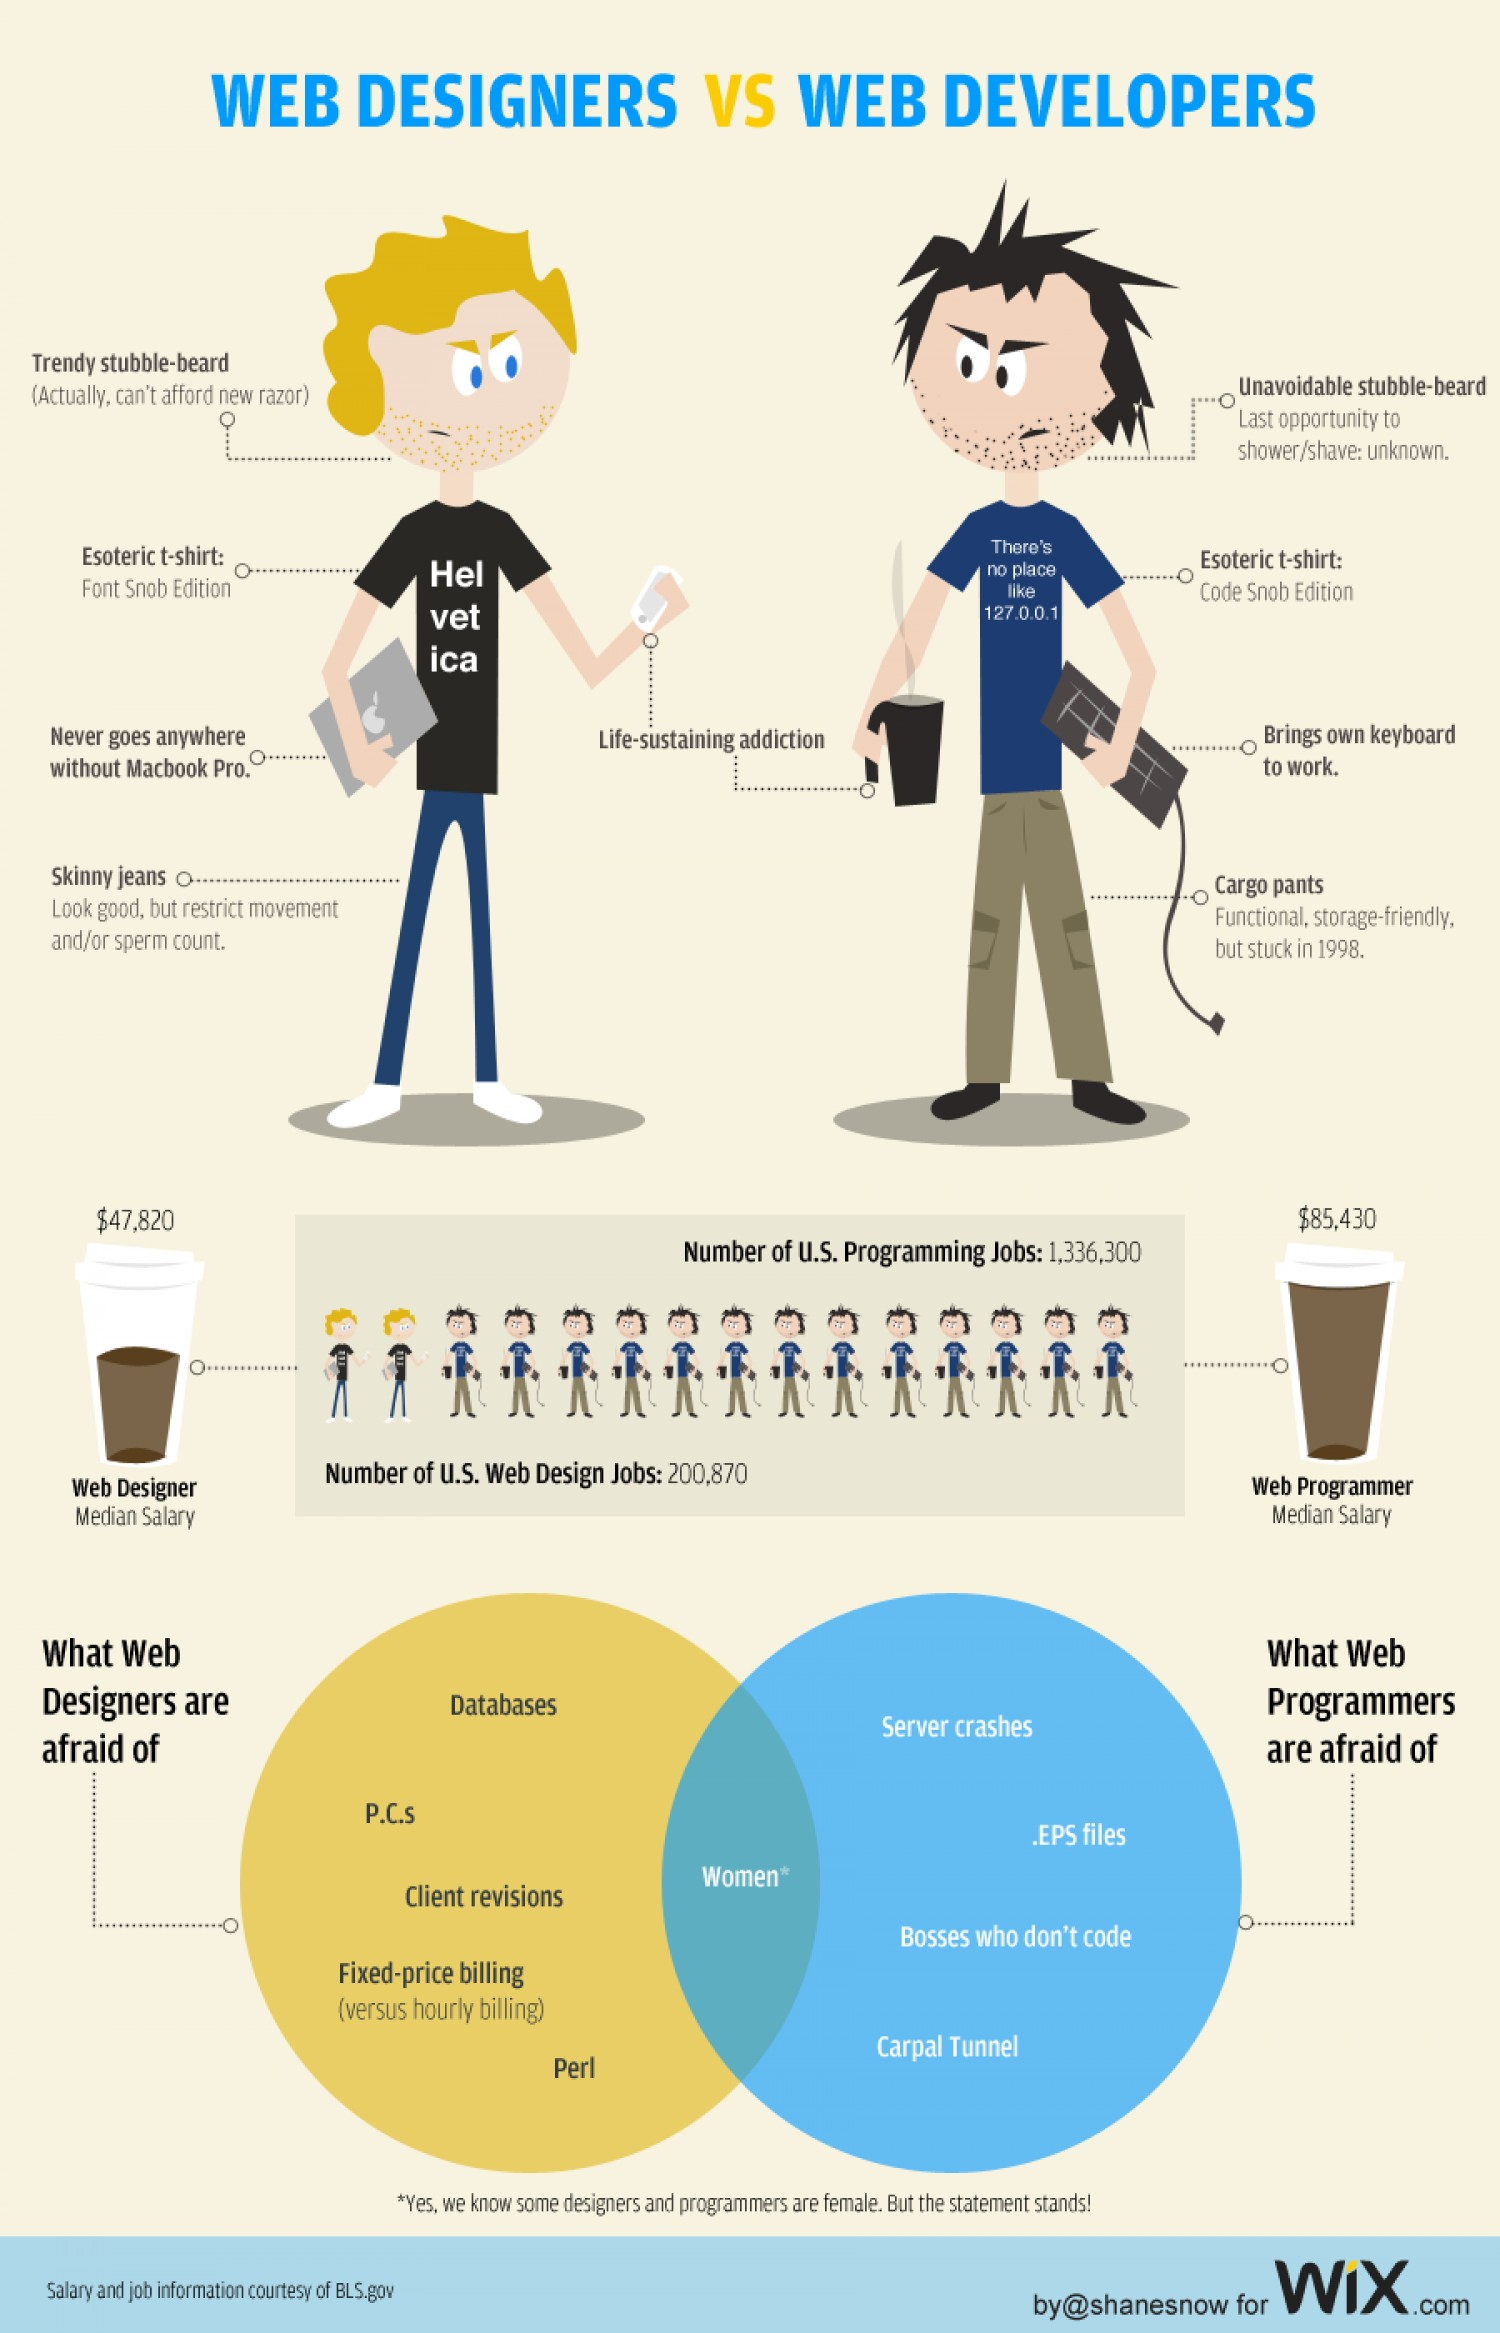 WEB DESIGNERS VS WEB DEVELOPERS
Trendy stubble-beard
(Actually, can't afford new razor)
Unavoidable stubble-beard
Last opportunity to
shower/shave: unknown.
Esoteric t-shirt:
Font Snob Edition
Hel
vet
ica
There's
no place
like
127.0.0.1
Esoteric t-shirt:
Code Snob Edition
Never goes anywhere
without Macbook Pro.
Life-sustaining addiction
Brings own keyboard
to work.
Skinny jeans
Look good, but restrict movement
and/or sperm count.
Cargo pants
Functional, storage-friendly,
but stuck in 1998.
$47,820
Web Designer
Median Salary
Number of U.S. Programming Jobs: 1,336,300
Number of U.S. Web Design Jobs: 200,870
$85,430
Web Programmer
Median Salary
What Web
Designers are
afraid of
Databases
P.C.s
Client revisions
Fixed-price billing
(versus hourly billing)
Perl
Women*
Server crashes
.EPS files
Bosses who don't code
Carpal Tunnel
What Web
Programmers
are afraid of
*Yes, we know some designers and programmers are female. But the statement stands!
Salary and job information courtesy of BLS.gov
by@shanesnow for WiX.com